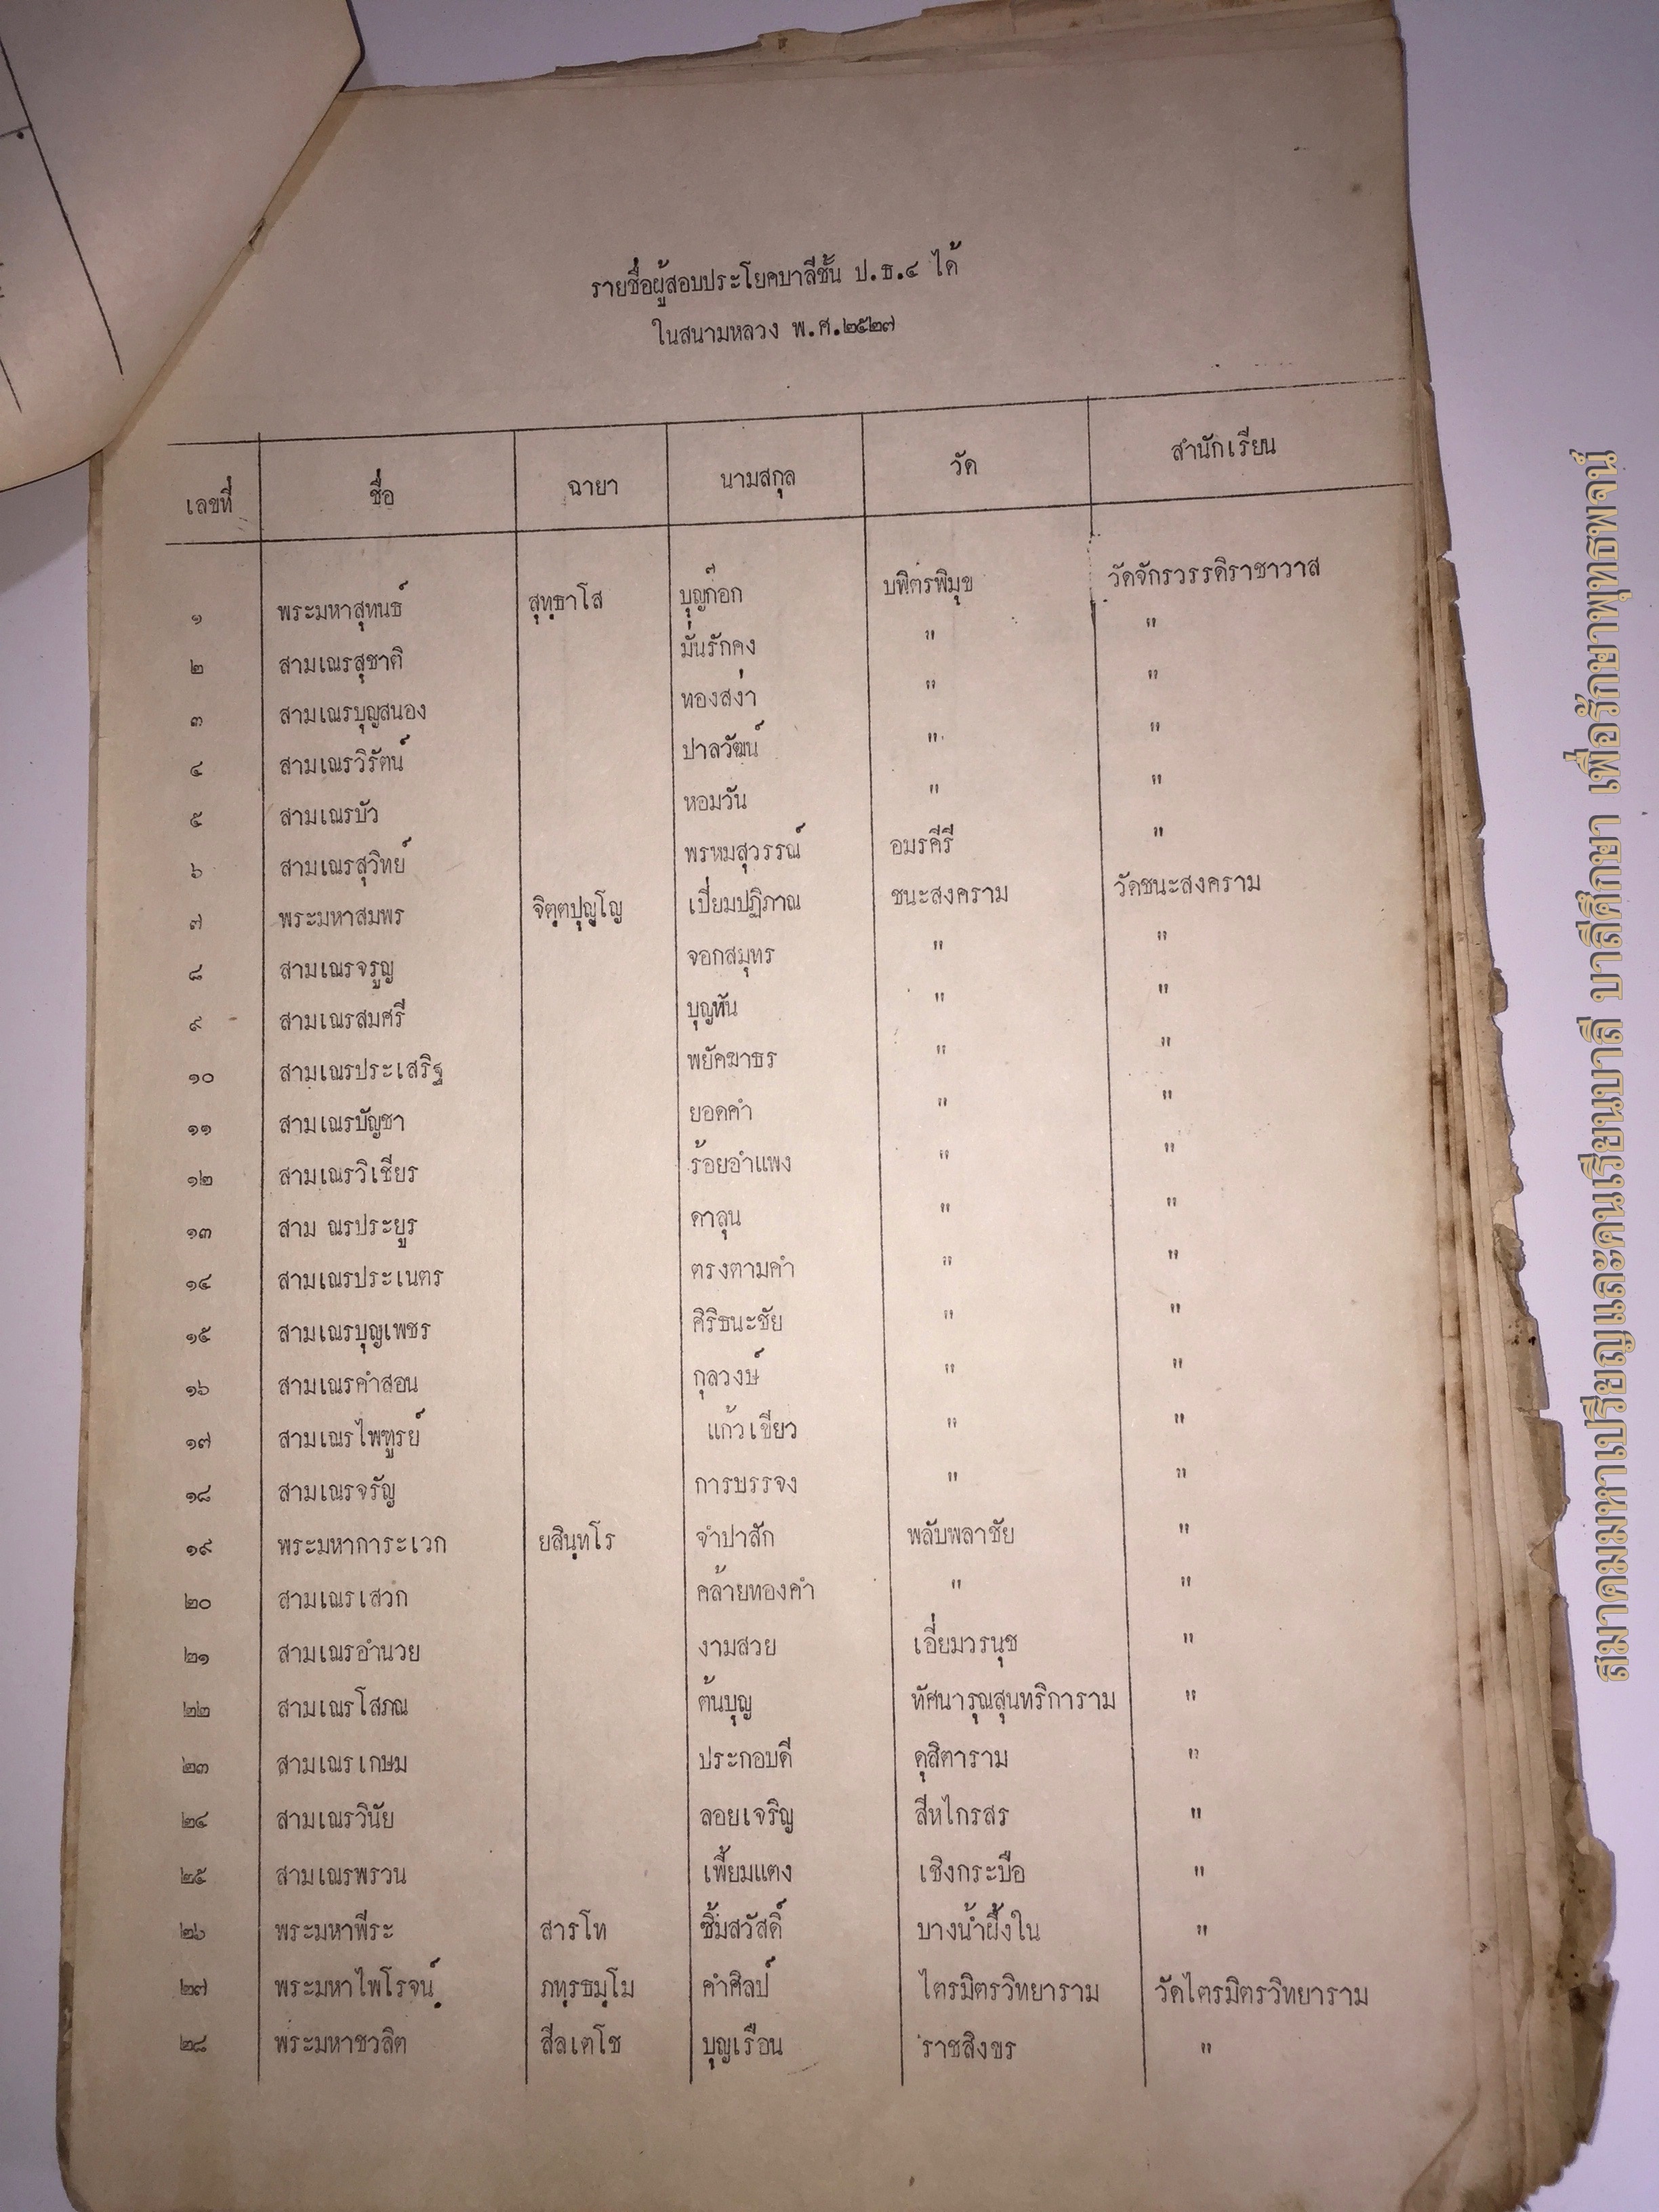 รายชื่อผู้สอบประโยคบาลีชั้น ป.ธ.๔ ได้
ในสนามหลวง พ.ศ.๒๕๒๗
เลขที่ ชื่อ ฉายา นามสกุล วัด สำนักเรียน
๑ พระมหาสุทนธ์ สุทฺธาโส บุญก๊อก บพิตรพิมุข วัดจักรวรรดิราชาวาส
๒ สามเณรสุชาติ มั่นรักคง " "
๓ สามเณรบุญสนอง ทองสง่า " "
๔ สามเณรวิรัตน์ ปาลวัฒน์ " "
๕ สามเณรบัว หอมวัน " "
๖ สามเณรสุวิทย์ พรหมสุวรรณ์ อมรคีรี "
๗ พระมหาสมพร จิตฺตปุญฺโญ เปี่ยมปฏิภาณ ชนะสงคราม วัดชนะสงคราม
๘ สามเณรจรูญ จอกสมุทร " "
๙ สามเณรสมศรี บุญหัน " "
๑๐ สามเณรประเสริฐ พยัคฆาธร " "
๑๑ สามเณรบัญชา ยอดคำ " "
๑๒ สามเณรวิเชียร ร้อยอำแพง " "
๑๓ สาม ณรประยูร ดาลุน " "
๑๔ สามเณรประเนตร ตรงตามคำ " "
๑๕ สามเณรบุญเพชร ศิริธนะชัย " "
๑๖ สามเณรคำสอน กุลวงษ์ " "
๑๗ สามเณรไพฑูรย์ แก้วเขียว " "
๑๘ สามเณรจรัญ การบรรจง " "
๑๙ พระมหาการะเวก ยสินฺทโร จำปาสัก พลับพลาชัย "
๒๐ สามเณรเสวก คล้ายทองคำ " "
๒๑ สามเณรอำนวย งามสวย เอี่ยมวรนุช "
๒๒ สามเณรโสภณ ต้นบุญ ทัศนารุณสุนทริการาม "
๒๓ สามเณรเกษม ประกอบดี ดุสิตาราม "
๒๔ สามเณรวินัย ลอยเจริญ สีหไกรสร "
๒๕ สามเณรพรวน เพี้ยมแตง เชิงกระบือ "
๒๖ พระมหาพีระ สารโท ซิ้มสวัสดิ์ บางน้ำผึ้งใน "
๒๗ พระมหาไพโรจน์ ภทฺรธมฺโม คำศิลป์ ไตรมิตรวิทยาราม วัดไตรมิตรวิทยาราม
๒๘ พระมหาชวลิต สีลเตโช บุญเรือน ราชสิงขร "
สมาคมมหาเปรียญและคนเรียนบาลี บาลีศึกษา เพื่อรักษาพุทธพจน์